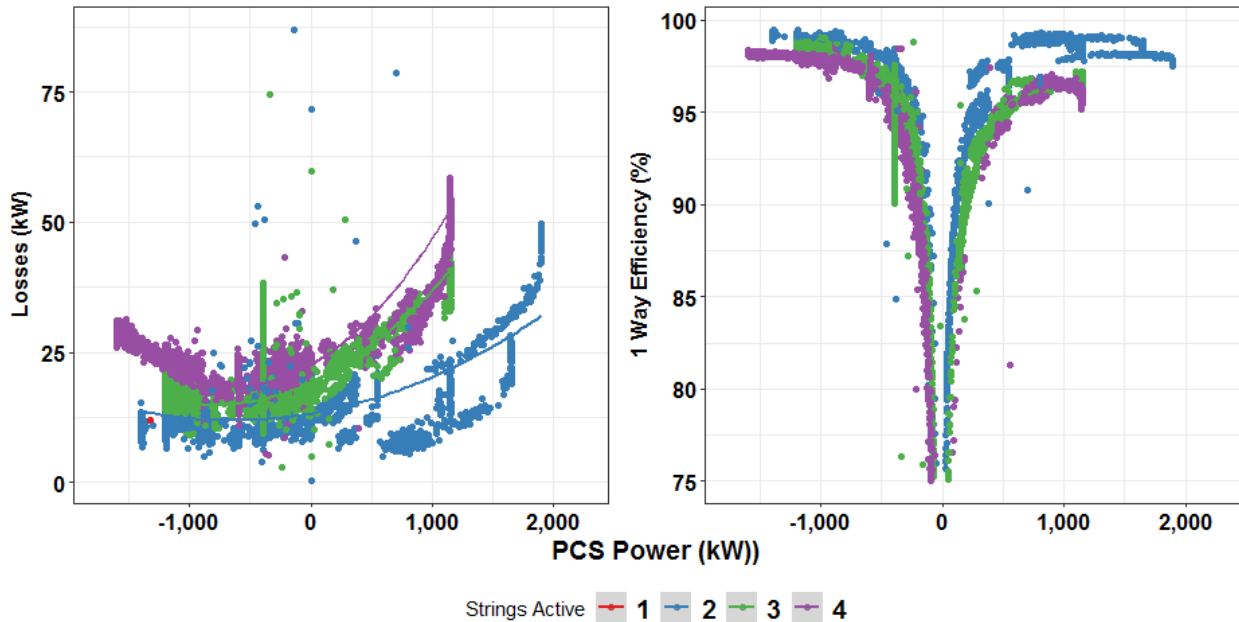 Losses (kW)
75
50
25
0
-1,000 0 1,000 2,000
1 Way Efficiency (%)
100
95
90
85
80
75
-1,000 0 1,000 2,000
PCS Power (kW))
Strings Active 1 2 3 4